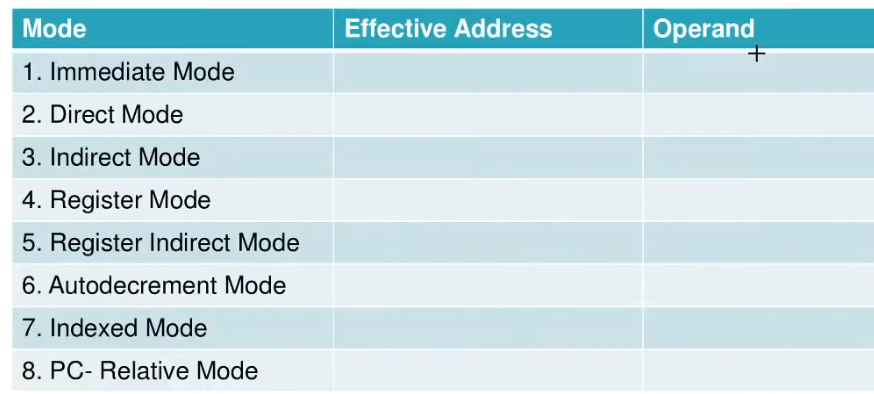 Mode Effective Address Operand
1. Immediate Mode
2. Direct Mode
3. Indirect Mode
4. Register Mode
5. Register Indirect Mode
6. Autodecrement Mode
7. Indexed Mode
8. PC- Relative Mode